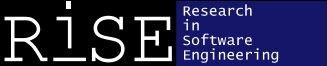 RiSE
Research
in
Software
Engineering